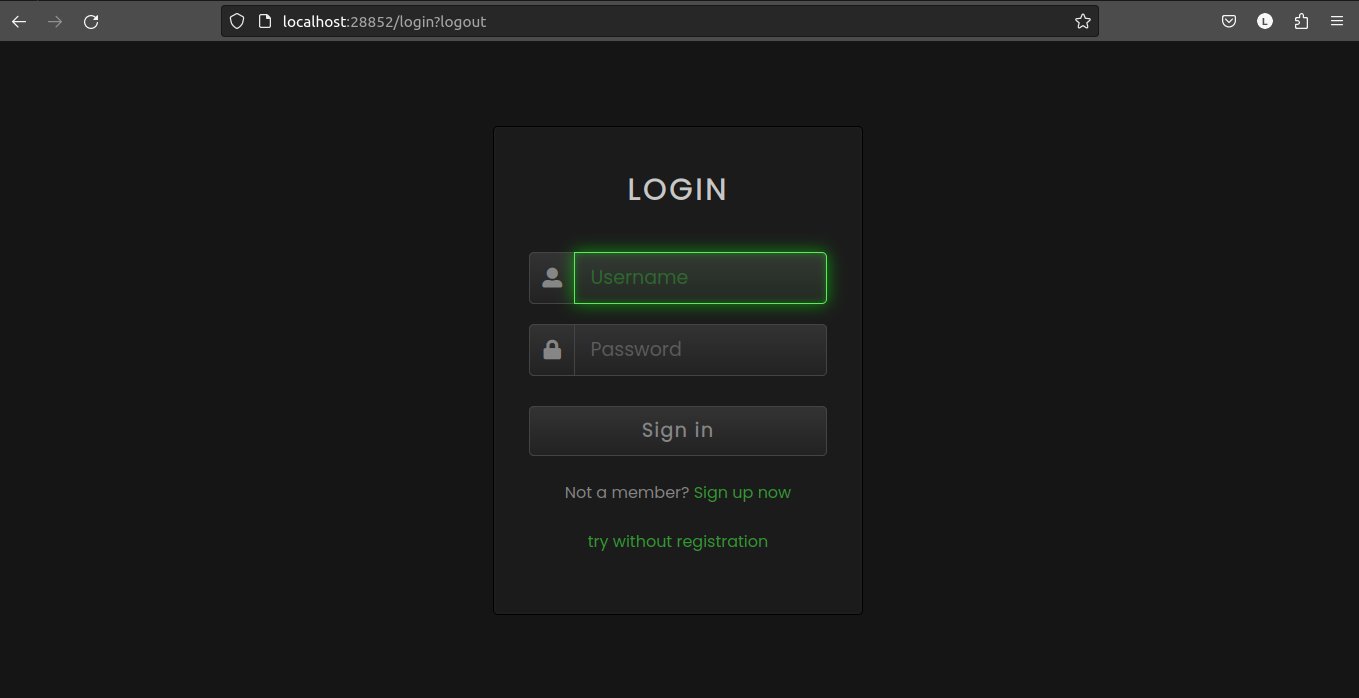 localhost:28852/login?logout
L
LOGIN
Username
Password
Sign in
Not a member? Sign up now
try without registration